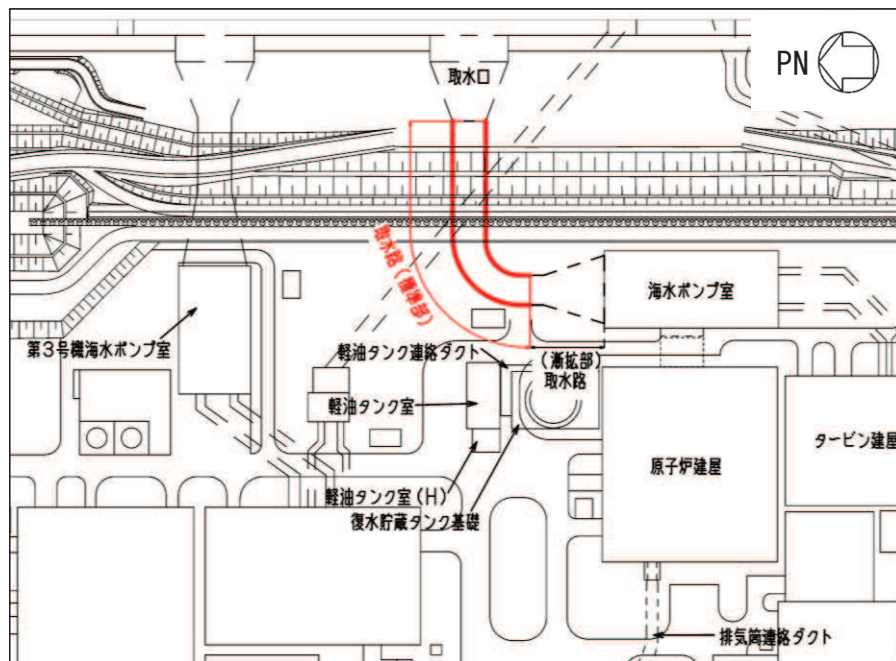 PN
取水口
取水路(標準部)
海水ポンプ室
第3号機海水ポンプ室
軽油タンク連絡ダクト
(漸拡部)
取水路
軽油タンク室
原子炉建屋
タービン建屋
軽油タンク室(H)
復水貯蔵タンク基礎
排気筒連絡ダクト